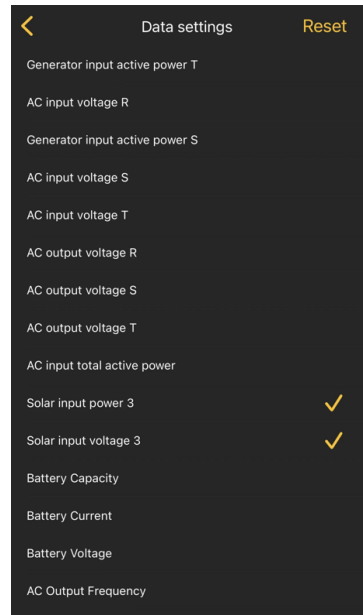 Data settings Reset
Generator input active power T
AC input voltage R
Generator input active power S
AC input voltage S
AC input voltage T
AC output voltage R
AC output voltage S
AC output voltage T
AC input total active power
Solar input power 3
Solar input voltage 3
Battery Capacity
Battery Current
Battery Voltage
AC Output Frequency